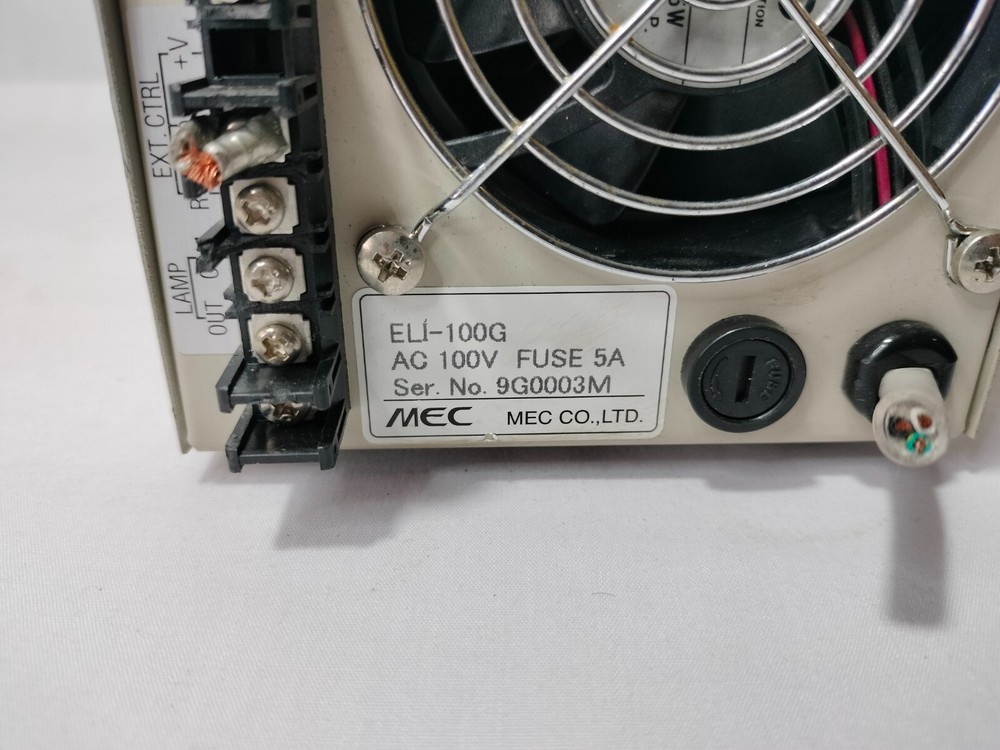 EXT.CTRL
+V
LAMP
OUT
ELI-100G
AC 100V FUSE 5A
Ser. No. 9G0003M
MEC MEC CO.,LTD.
FUSE